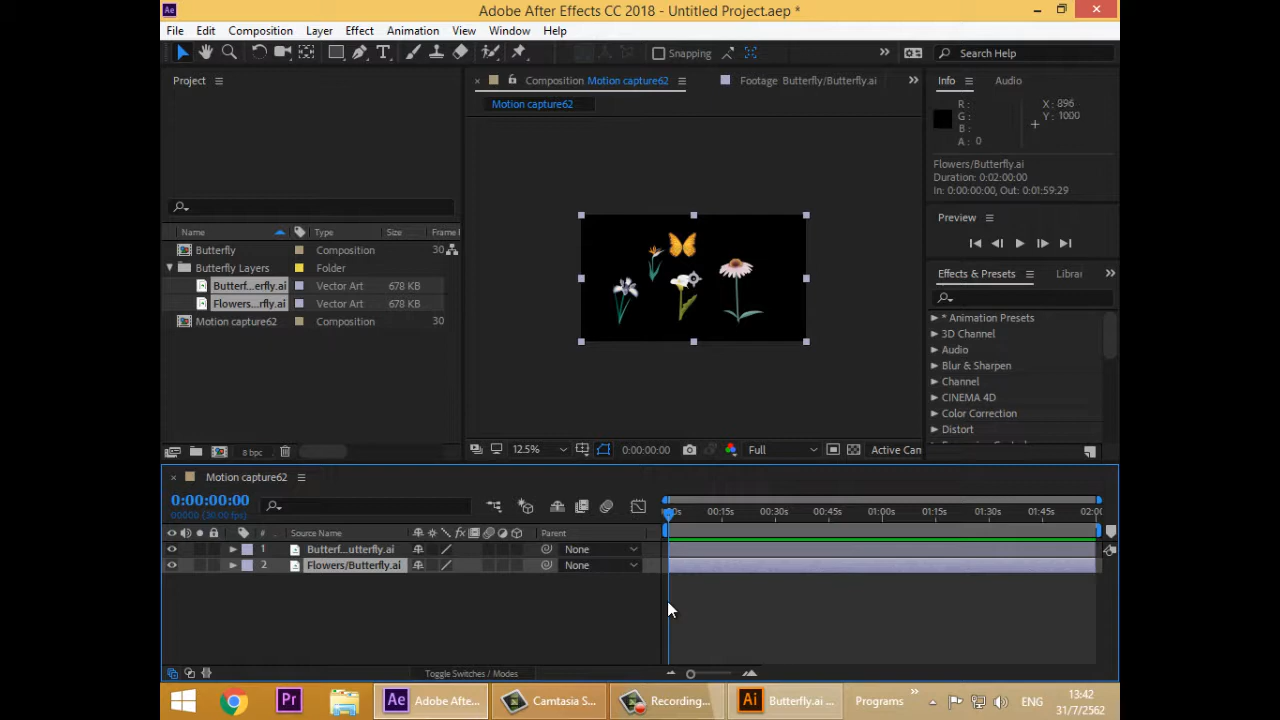 Ae
Adobe After Effects CC 2018 - Untitled Project.aep *
File Edit Composition Layer Effect Animation View Window Help
T Snapping Search Help
Project
Composition Motion capture62
Footage Butterfly/Butterfly.ai
Info Audio
Motion capture62
R :
G :
B :
A : 0
X : 896
Y : 1000
Flowers/Butterfly.ai
Duration: 0:02:00:00
In: 0:00:00:00, Out: 0:01:59:29
Preview
Name Type Size Frame
Butterfly Composition 30
Butterfly Layers Folder
Butterf...erfly.ai Vector Art 678 KB
Flowers...rfly.ai Vector Art 678 KB
Motion capture62 Composition 30
Effects & Presets Librar
* Animation Presets
3D Channel
Audio
Blur & Sharpen
Channel
CINEMA 4D
Color Correction
Distort
8 bpc
12.5% 0:00:00:00 Full Active Cam
Motion capture62
0:00:00:00
00000 (30.00 fps)
00s 00:15s 00:30s 00:45s 01:00s 01:15s 01:30s 01:45s 02:00
# Source Name fx Parent
1 Butterf...utterfly.ai None
2 Flowers/Butterfly.ai None
Toggle Switches / Modes
Pr Ae Adobe Afte... Camtasia S... Recording... Ai Butterfly.ai ... Programs ENG
13:42
31/7/2562